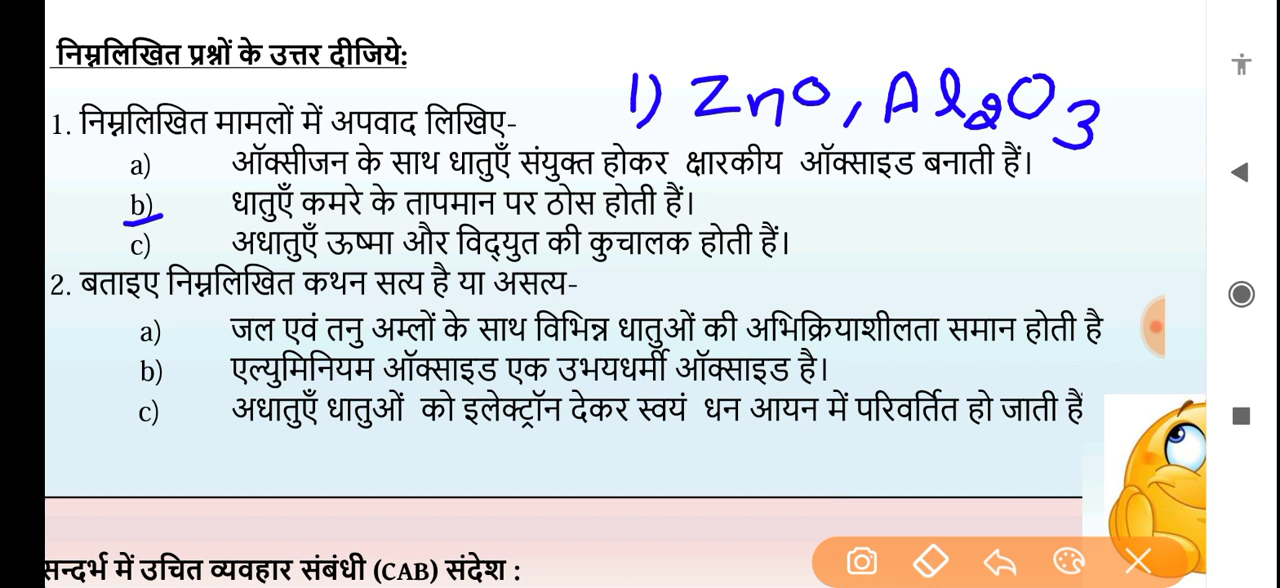 निम्नलिखित प्रश्नों के उत्तर दीजिये:
1) ZnO, Al2O3
1. निम्नलिखित मामलों में अपवाद लिखिए-
a) ऑक्सीजन के साथ धातुएँ संयुक्त होकर क्षारकीय ऑक्साइड बनाती हैं।
b) धातुएँ कमरे के तापमान पर ठोस होती हैं।
c) अधातुएँ ऊष्मा और विद्युत की कुचालक होती हैं।
2. बताइए निम्नलिखित कथन सत्य है या असत्य-
a) जल एवं तनु अम्लों के साथ विभिन्न धातुओं की अभिक्रियाशीलता समान होती है
b) एल्युमिनियम ऑक्साइड एक उभयधर्मी ऑक्साइड है।
c) अधातुएँ धातुओं को इलेक्ट्रॉन देकर स्वयं धन आयन में परिवर्तित हो जाती हैं
सन्दर्भ में उचित व्यवहार संबंधी (CAB) संदेश :